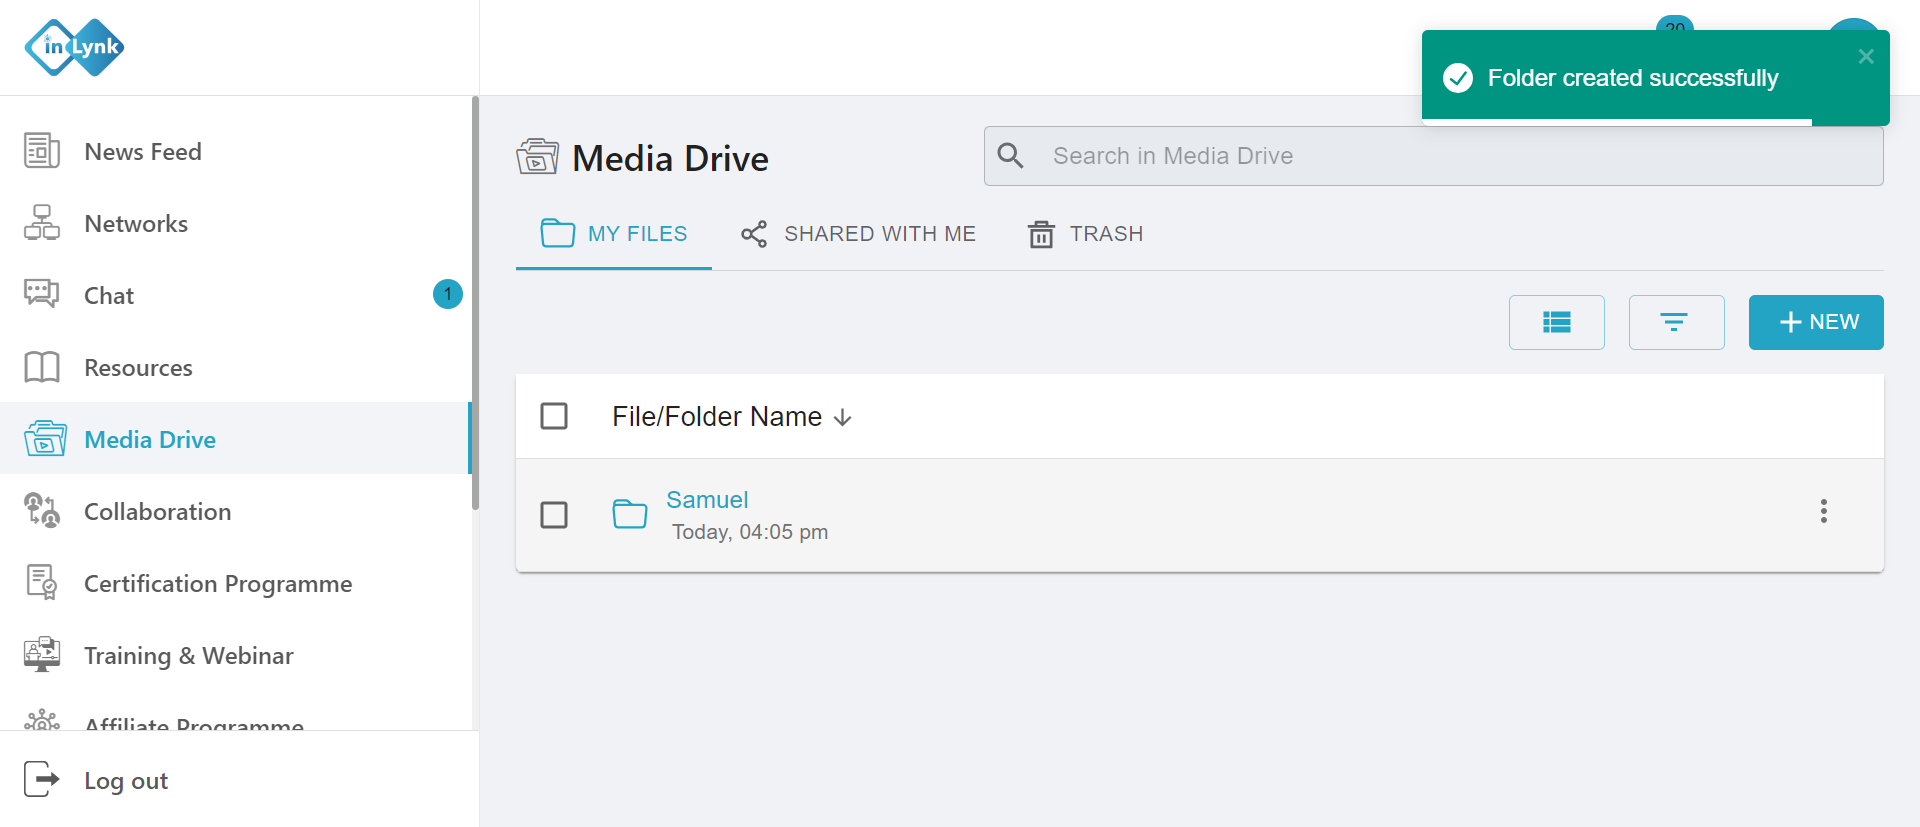 inLynk
20
Folder created successfully
News Feed
Networks
Chat
1
Resources
Media Drive
Collaboration
Certification Programme
Training & Webinar
Affiliate Programme
Log out
Media Drive
Search in Media Drive
MY FILES
SHARED WITH ME
TRASH
NEW
File/Folder Name
Samuel
Today, 04:05 pm